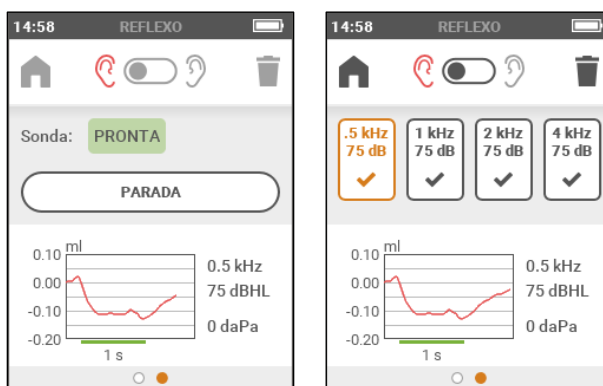 14:58 REFLEXO
Sonda: PRONTA
PARADA
ml
0.10
0.00
-0.10
-0.20
0.5 kHz
75 dBHL
0 daPa
1 s
14:58 REFLEXO
.5 kHz
75 dB
1 kHz
75 dB
2 kHz
75 dB
4 kHz
75 dB
ml
0.10
0.00
-0.10
-0.20
0.5 kHz
75 dBHL
0 daPa
1 s